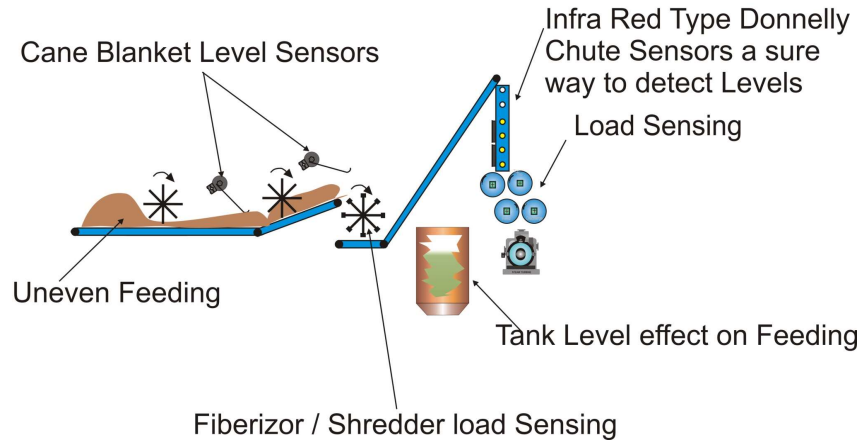 Infra Red Type Donnelly
Chute Sensors a sure
way to detect Levels
Cane Blanket Level Sensors
Load Sensing
Uneven Feeding
Tank Level effect on Feeding
Fiberizor / Shredder load Sensing